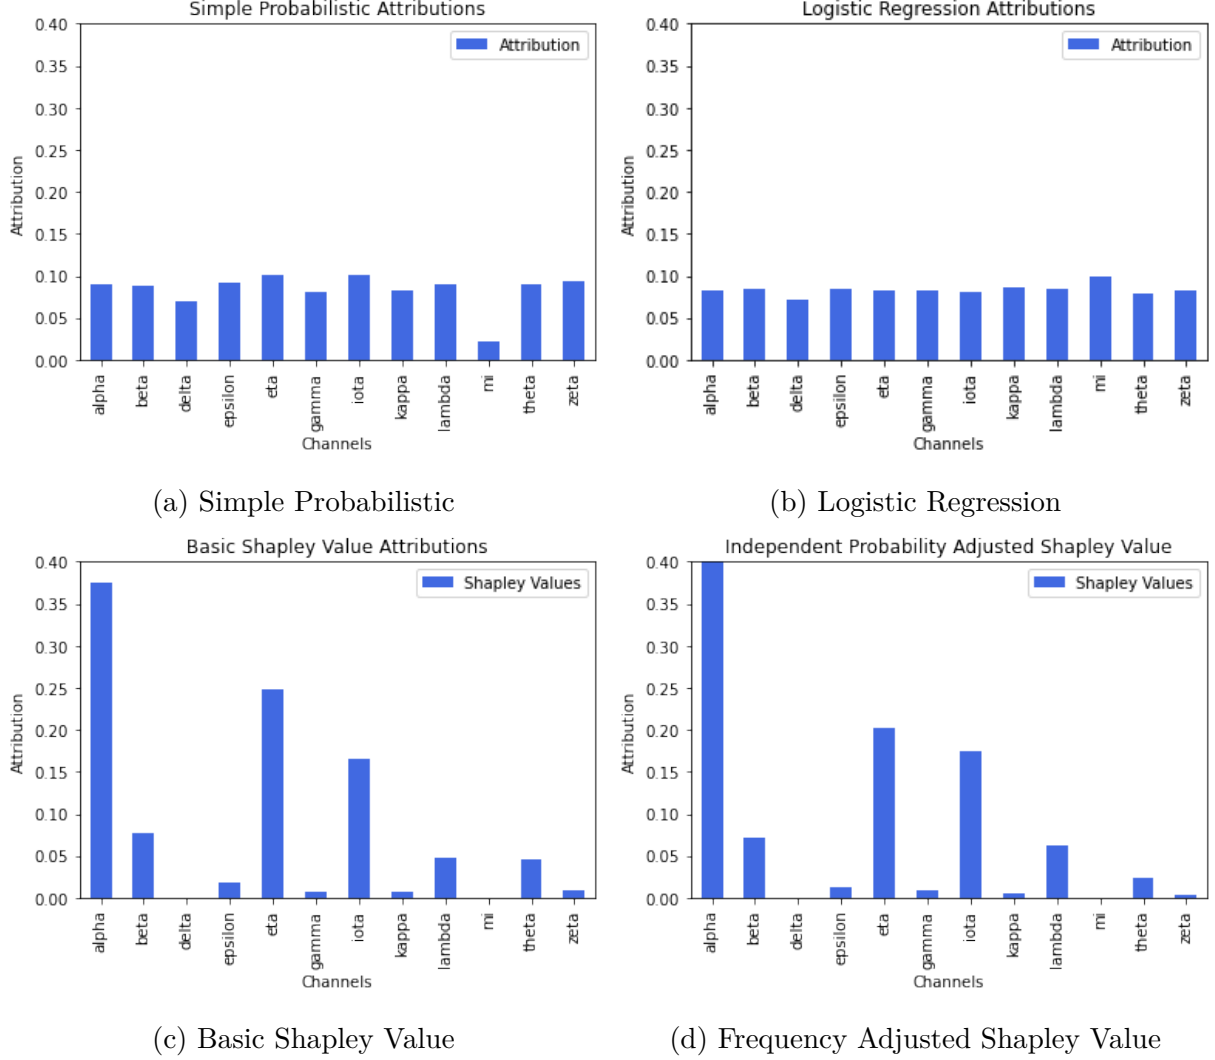 Simple Probabilistic Attributions
Attribution
0.40
0.35
0.30
0.25
0.20
0.15
0.10
0.05
0.00
Attribution
alpha
beta
delta
epsilon
eta
gamma
iota
kappa
lambda
mi
theta
zeta
Channels
(a) Simple Probabilistic
Logistic Regression Attributions
Attribution
0.40
0.35
0.30
0.25
0.20
0.15
0.10
0.05
0.00
Attribution
alpha
beta
delta
epsilon
eta
gamma
iota
kappa
lambda
mi
theta
zeta
Channels
(b) Logistic Regression
Basic Shapley Value Attributions
Shapley Values
0.40
0.35
0.30
0.25
0.20
0.15
0.10
0.05
0.00
Attribution
alpha
beta
delta
epsilon
eta
gamma
iota
kappa
lambda
mi
theta
zeta
Channels
(c) Basic Shapley Value
Independent Probability Adjusted Shapley Value
Shapley Values
0.40
0.35
0.30
0.25
0.20
0.15
0.10
0.05
0.00
Attribution
alpha
beta
delta
epsilon
eta
gamma
iota
kappa
lambda
mi
theta
zeta
Channels
(d) Frequency Adjusted Shapley Value